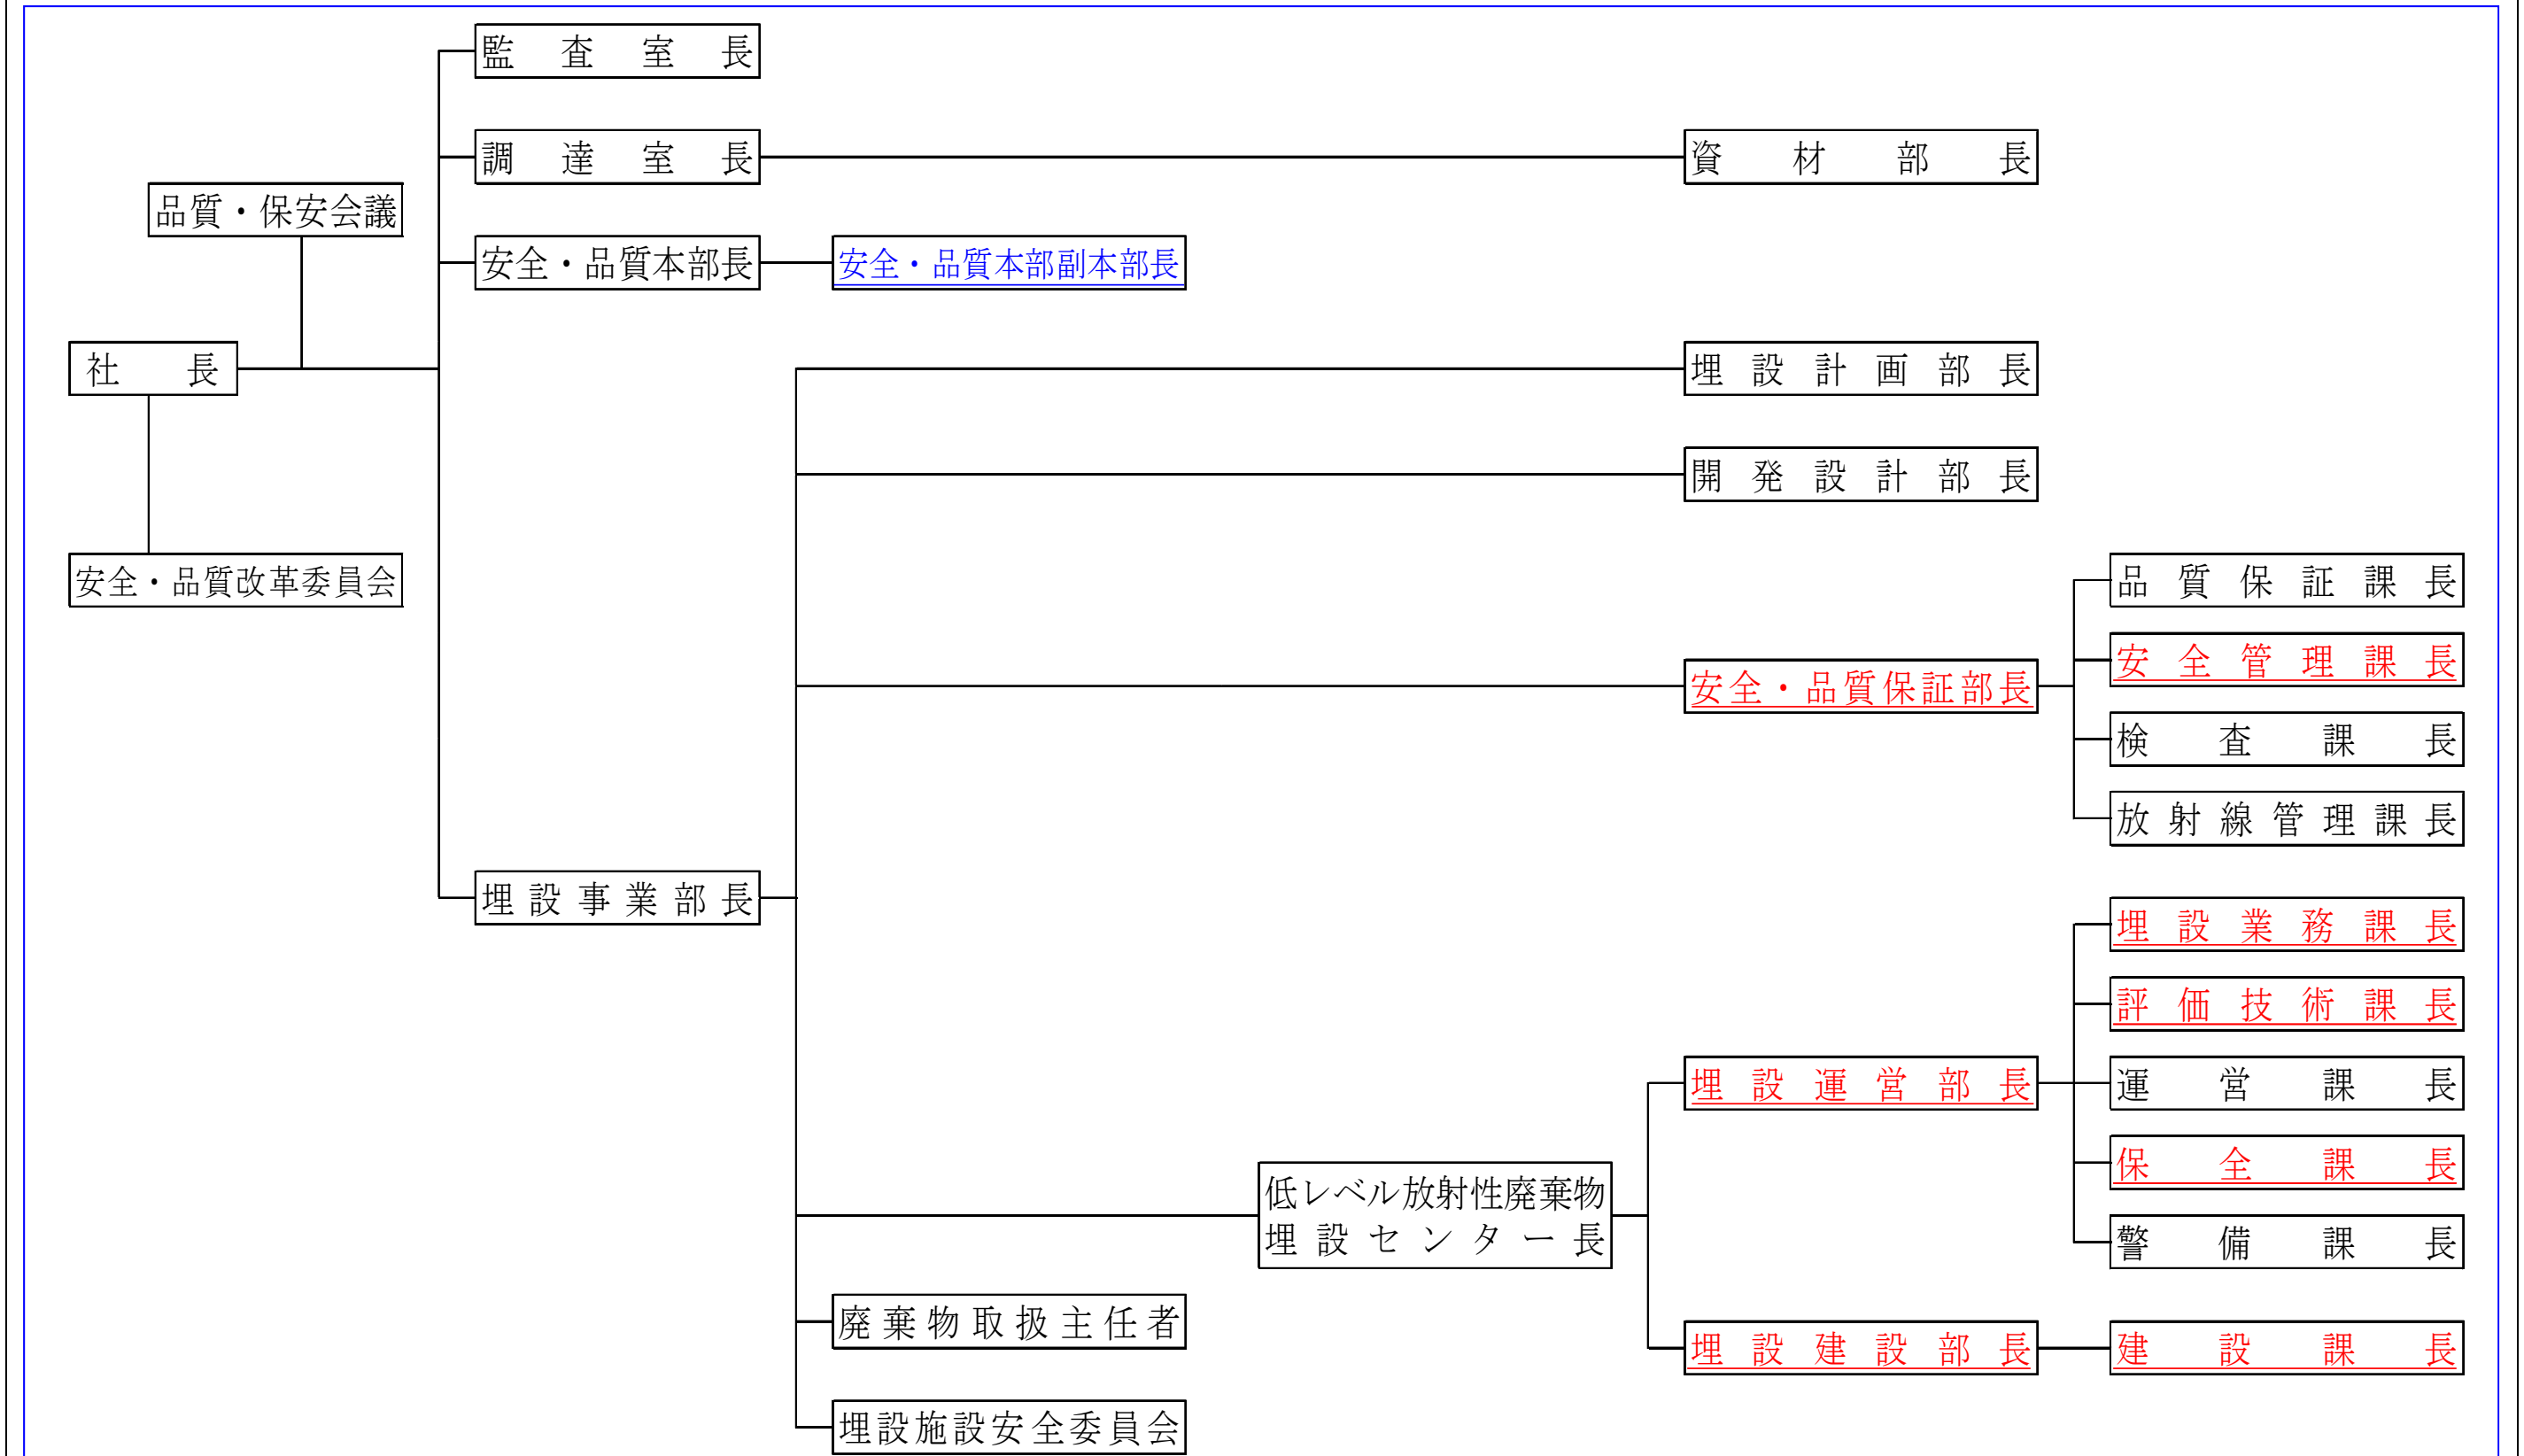 監査室長
調達室長
資材部長
品質・保安会議
安全・品質本部長
安全・品質本部副本部長
社長
埋設計画部長
開発設計部長
安全・品質改革委員会
品質保証課長
安全管理課長
安全・品質保証部長
検査課長
放射線管理課長
埋設事業部長
埋設業務課長
評価技術課長
埋設運営部長
運営課長
保全課長
低レベル放射性廃棄物
埋設センター長
警備課長
廃棄物取扱主任者
埋設建設部長
建設課長
埋設施設安全委員会